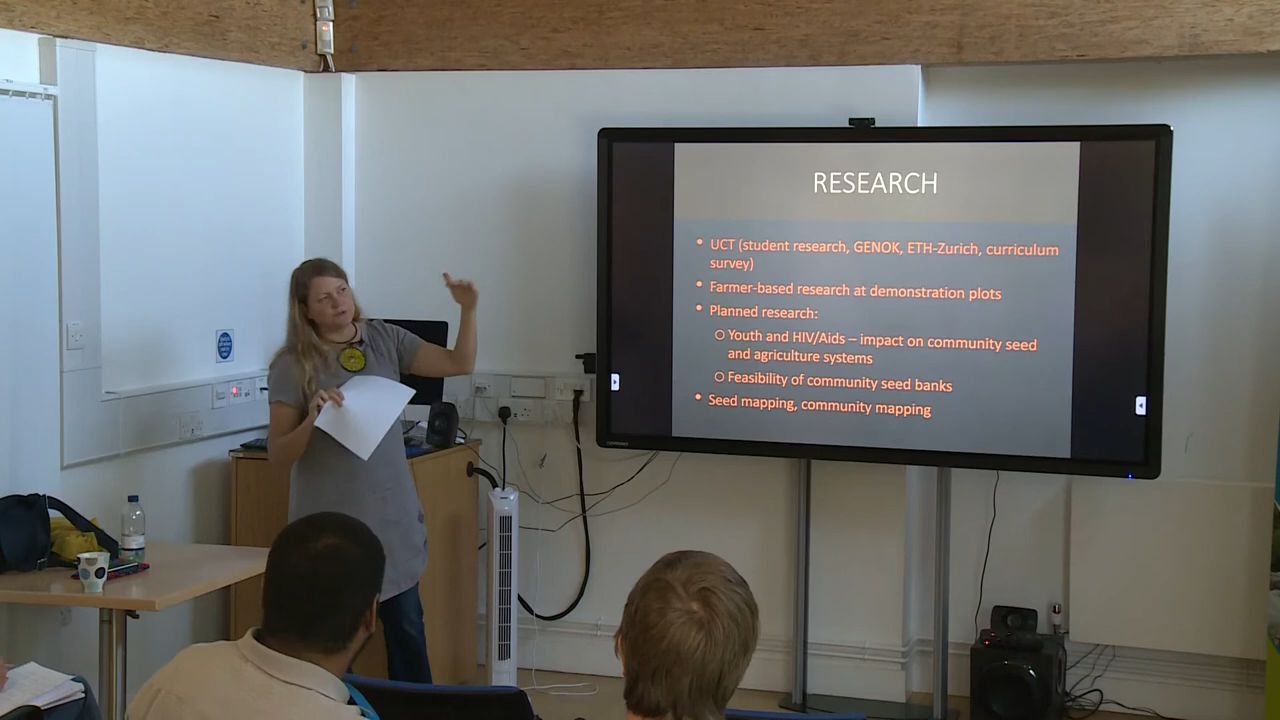 RESEARCH
• UCT (student research, GENOK, ETH-Zurich, curriculum
survey)
• Farmer-based research at demonstration plots
• Planned research:
o Youth and HIV/Aids – impact on community seed
and agriculture systems
o Feasibility of community seed banks
• Seed mapping, community mapping